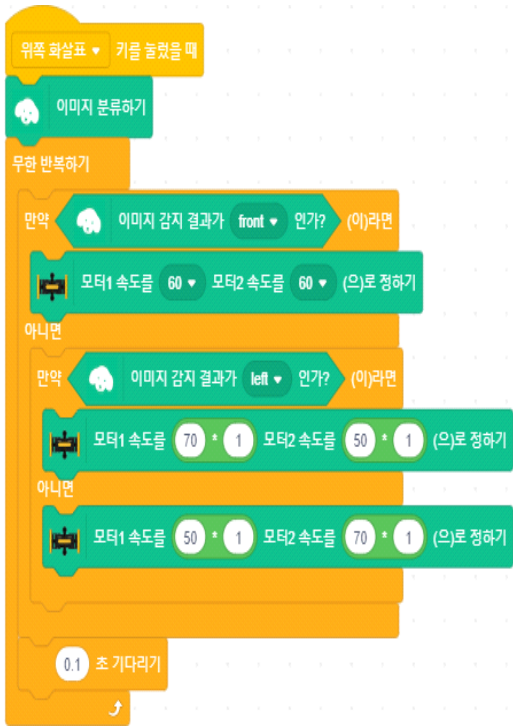 위쪽 화살표 키를 눌렀을 때
이미지 분류하기
무한 반복하기
만약 이미지 감지 결과가 front 인가? (이)라면
모터1 속도를 60 모터2 속도를 60 (으)로 정하기
아니면
만약 이미지 감지 결과가 left 인가? (이)라면
모터1 속도를 70 * 1 모터2 속도를 50 * 1 (으)로 정하기
아니면
모터1 속도를 50 * 1 모터2 속도를 70 * 1 (으)로 정하기
0.1 초 기다리기